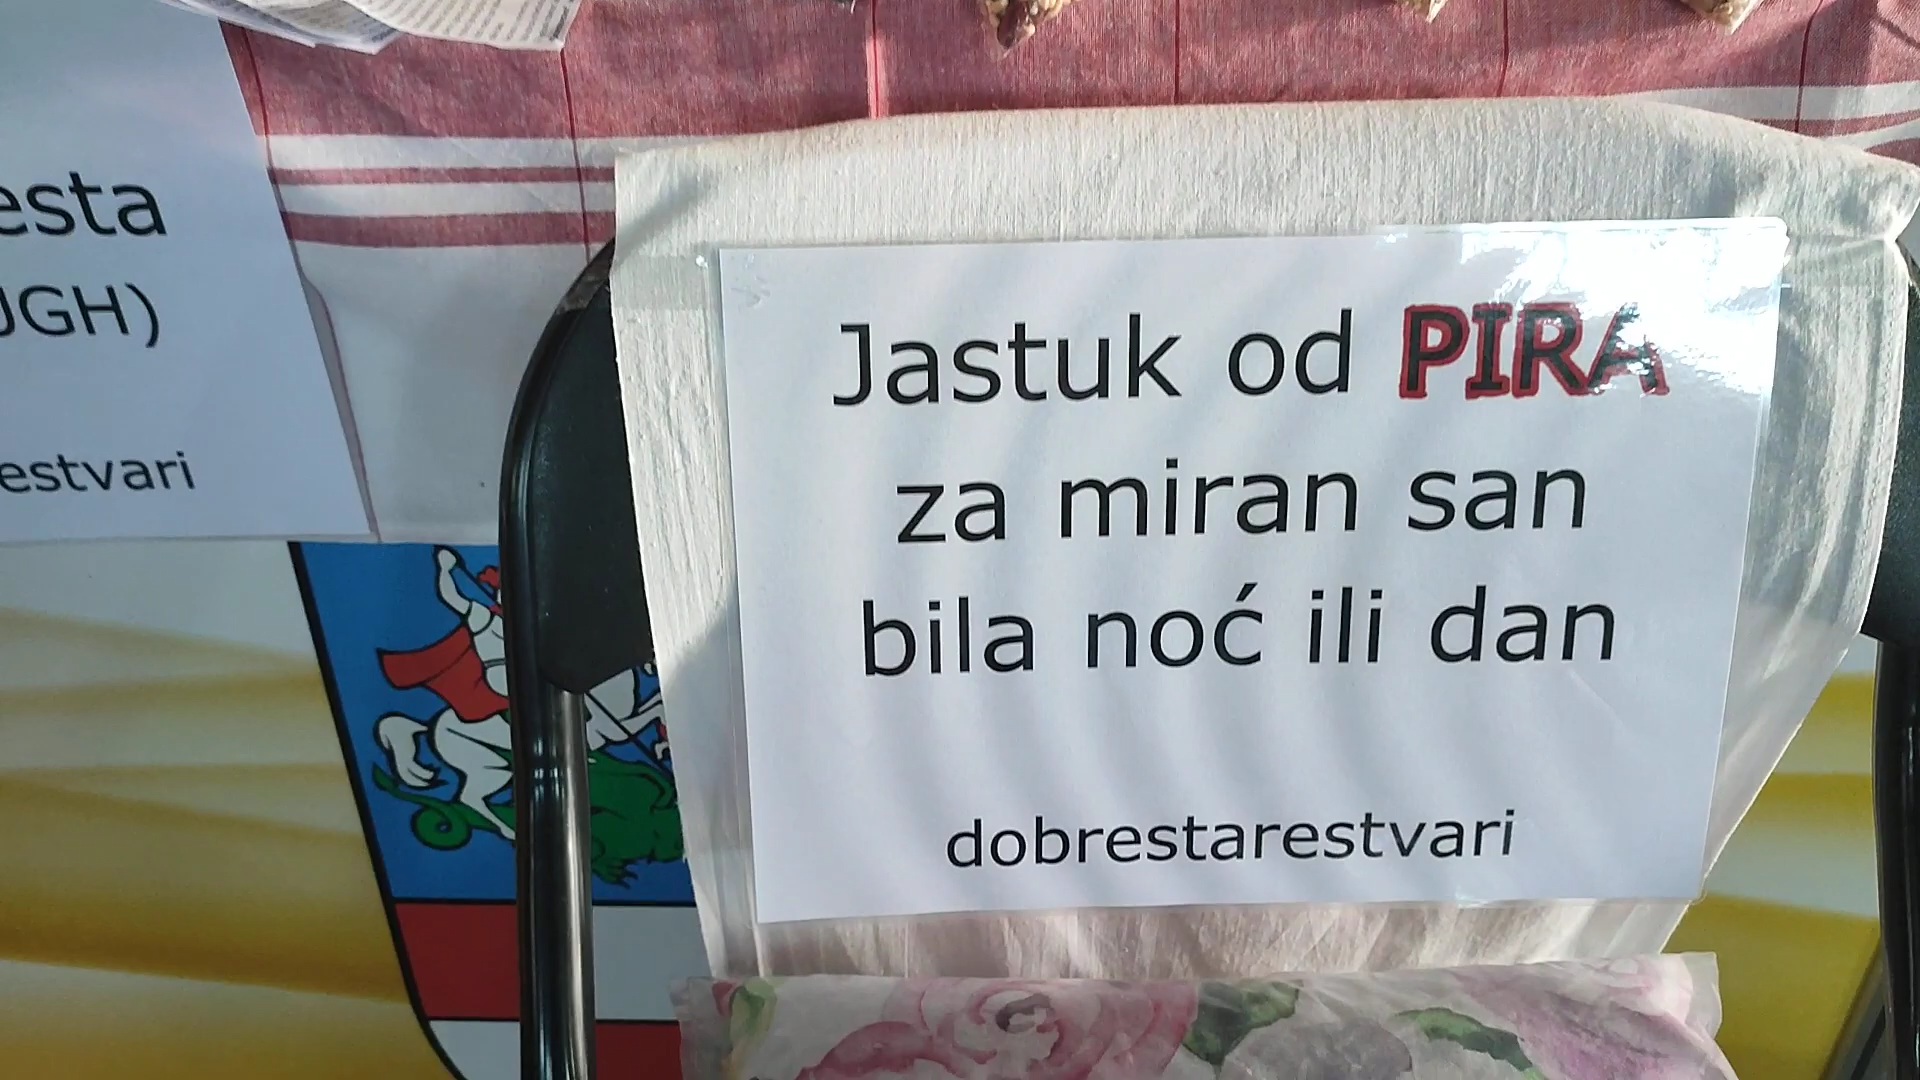 esta
UGH)
estvari
Jastuk od PIRA
za miran san
bila noć ili dan
dobrestarestvari